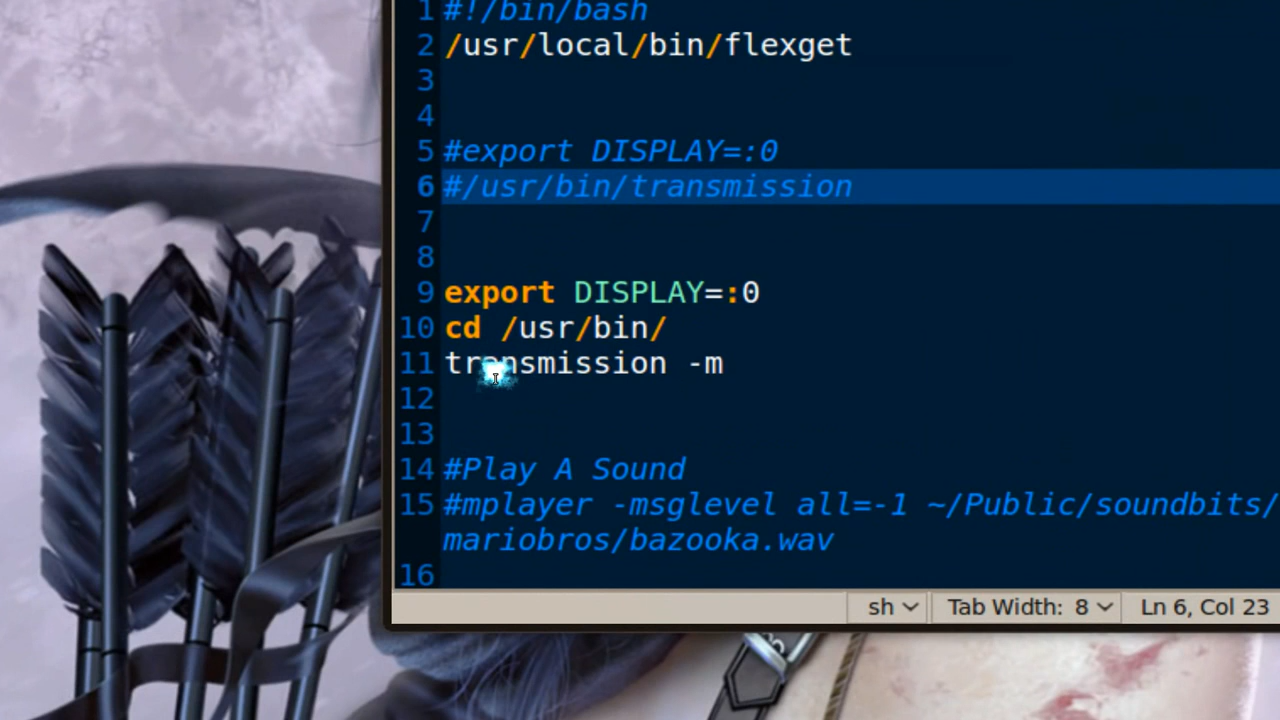 1 #!/bin/bash
2 /usr/local/bin/flexget
3
4
5 #export DISPLAY=:0
6 #/usr/bin/transmission
7
8
9 export DISPLAY=:0
10 cd /usr/bin/
11 transmission -m
12
13
14 #Play A Sound
15 #mplayer -msglevel all=-1 ~/Public/soundbits/
mariobros/bazooka.wav
16
sh Tab Width: 8 Ln 6, Col 23